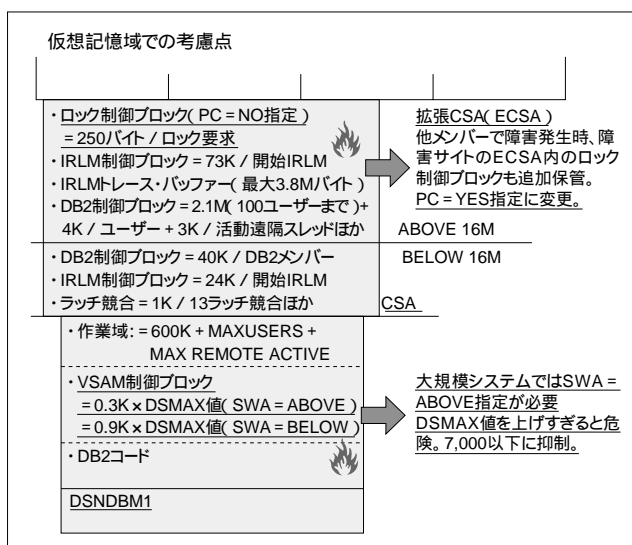 仮想記憶域での考慮点
・ロック制御ブロック(PC=NO指定)
=250バイト/ロック要求
・IRLM制御ブロック=73K/開始IRLM
・IRLMトレース・バッファー(最大3.8Mバイト)
・DB2制御ブロック=2.1M(100ユーザーまで)+
4K/ユーザー+3K/活動遠隔スレッドほか
拡張CSA(ECSA)
他メンバーで障害発生時、障
害サイトのECSA内のロック
制御ブロックも追加保管。
PC=YES指定に変更。
ABOVE 16M
・DB2制御ブロック=40K/DB2メンバー
・IRLM制御ブロック=24K/開始IRLM
・ラッチ競合=1K/13ラッチ競合ほか
BELOW 16M
CSA
・作業域:=600K+MAXUSERS+
MAX REMOTE ACTIVE
・VSAM制御ブロック
=0.3K×DSMAX値(SWA=ABOVE)
=0.9K×DSMAX値(SWA=BELOW)
・DB2コード
大規模システムではSWA=
ABOVE指定が必要
DSMAX値を上げすぎると危
険。7,000以下に抑制。
DSNDBM1